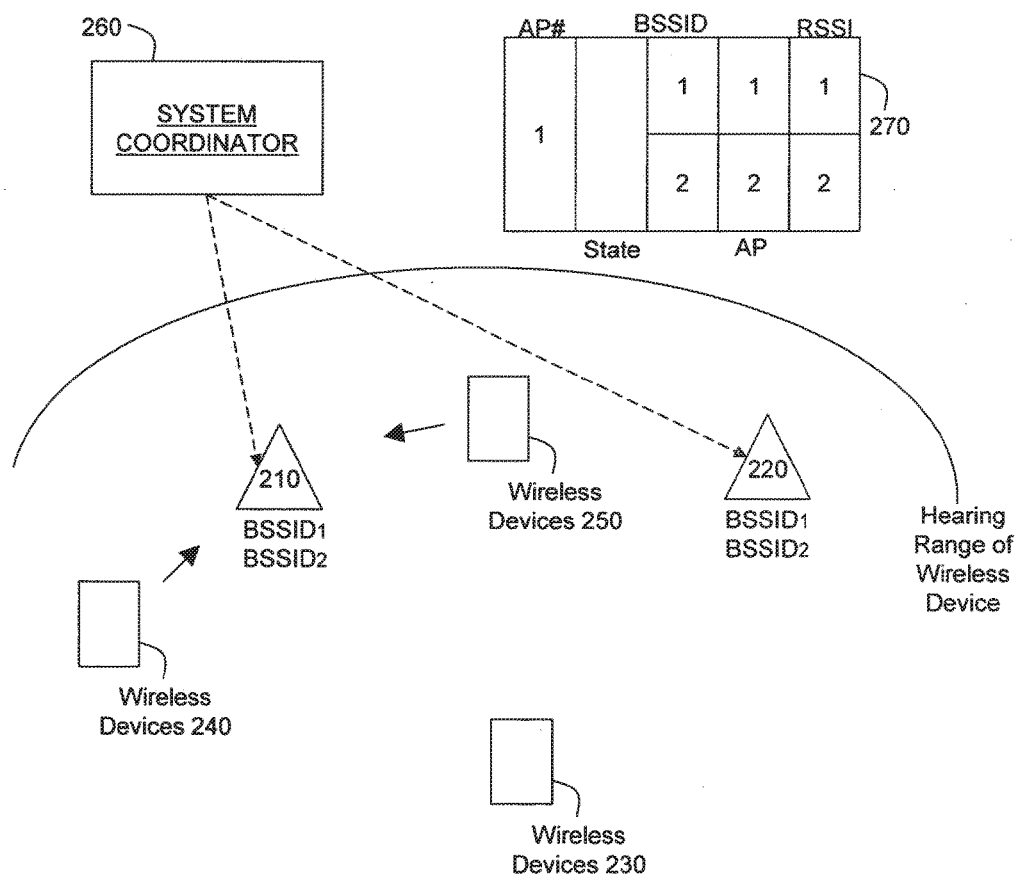 260
SYSTEM
COORDINATOR
AP# BSSID RSSI
1 1 1 1
2 2 2
270
State AP
210
BSSID1
BSSID2
220
BSSID1
BSSID2
Wireless
Devices 250
Hearing
Range of
Wireless
Device
Wireless
Devices 240
Wireless
Devices 230